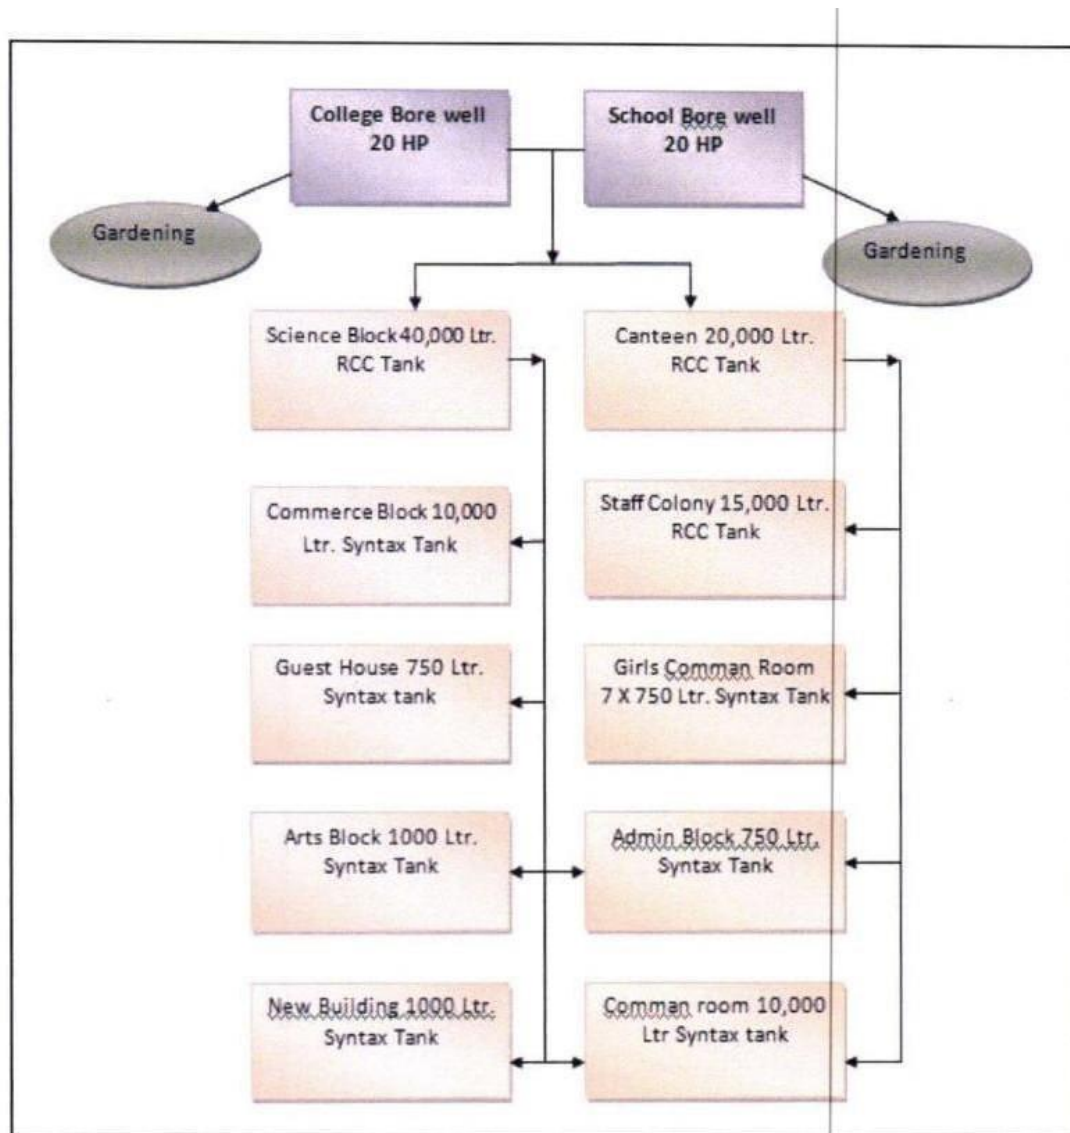 College Bore well
20 HP
School Bore well
20 HP
Gardening
Gardening
Science Block 40,000 Ltr.
RCC Tank
Canteen 20,000 Ltr.
RCC Tank
Commerce Block 10,000
Ltr. Syntax Tank
Staff Colony 15,000 Ltr.
RCC Tank
Guest House 750 Ltr.
Syntax tank
Girls Comman Room
7 X 750 Ltr. Syntax Tank
Arts Block 1000 Ltr.
Syntax Tank
Admin Block 750 Ltr.
Syntax Tank
New Building 1000 Ltr.
Syntax Tank
Comman room 10,000
Ltr Syntax tank